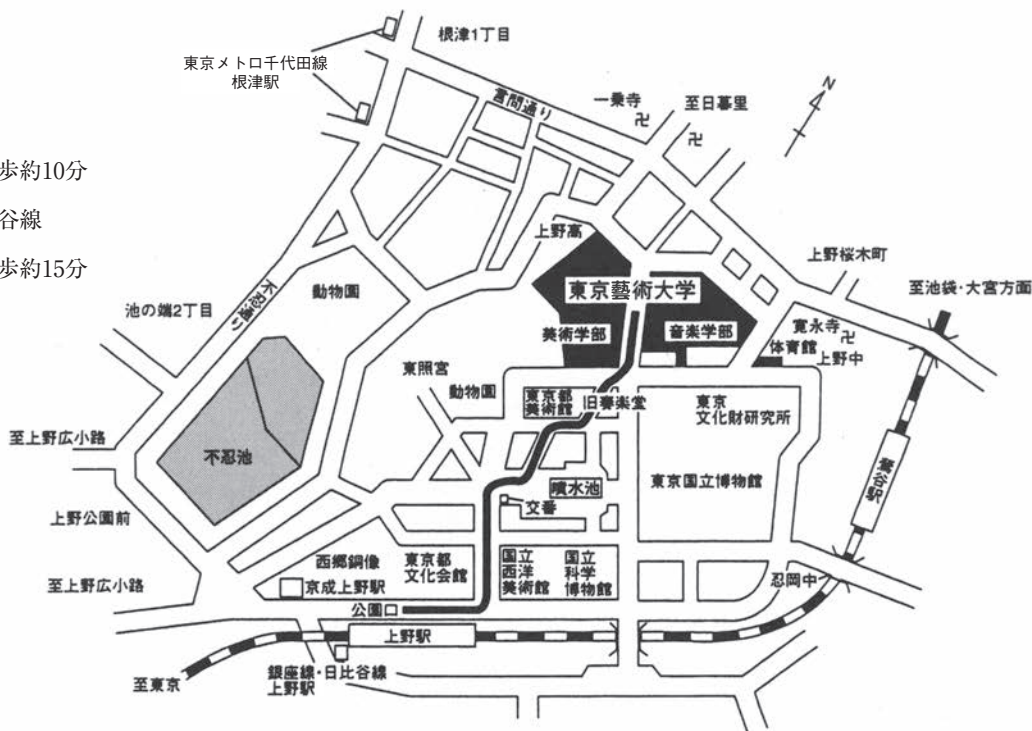 根津1丁目
東京メトロ千代田線
根津駅
言問通り
一乗寺
至日暮里
N
歩約10分
谷線
歩約15分
上野高
上野桜木町
至池袋・大宮方面
不忍通り
池の端2丁目
動物園
東京藝術大学
美術学部
音楽学部
寛永寺
体育館
上野中
東照宮
動物園
東京都
美術館
旧奏楽堂
東京
文化財研究所
至上野広小路
不忍池
噴水池
交番
東京国立博物館
鶯谷駅
上野公園前
西郷銅像
東京都
文化会館
国立
西洋
美術館
国立
科学
博物館
至上野広小路
京成上野駅
忍岡中
公園口
上野駅
銀座線・日比谷線
上野駅
至東京